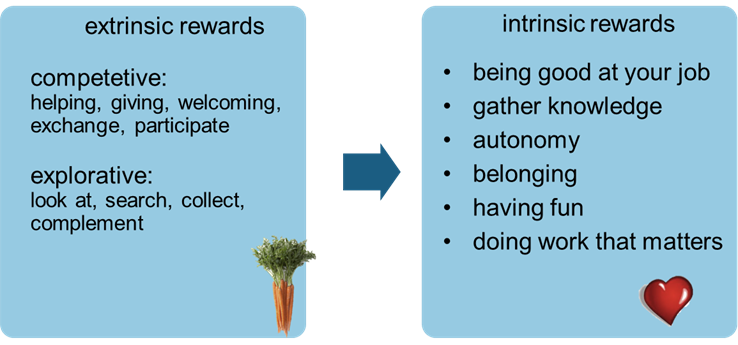 extrinsic rewards
competetive:
helping, giving, welcoming,
exchange, participate
explorative:
look at, search, collect,
complement
intrinsic rewards
• being good at your job
• gather knowledge
• autonomy
• belonging
• having fun
• doing work that matters